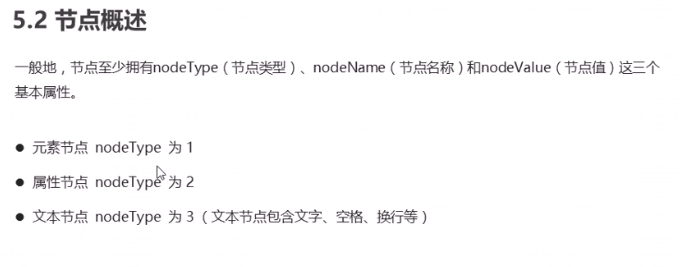 5.2 节点概述
一般地，节点至少拥有nodeType（节点类型）、nodeName（节点名称）和nodeValue（节点值）这三个
基本属性。
● 元素节点 nodeType 为 1
● 属性节点 nodeType 为 2
● 文本节点 nodeType 为 3（文本节点包含文字、空格、换行等）